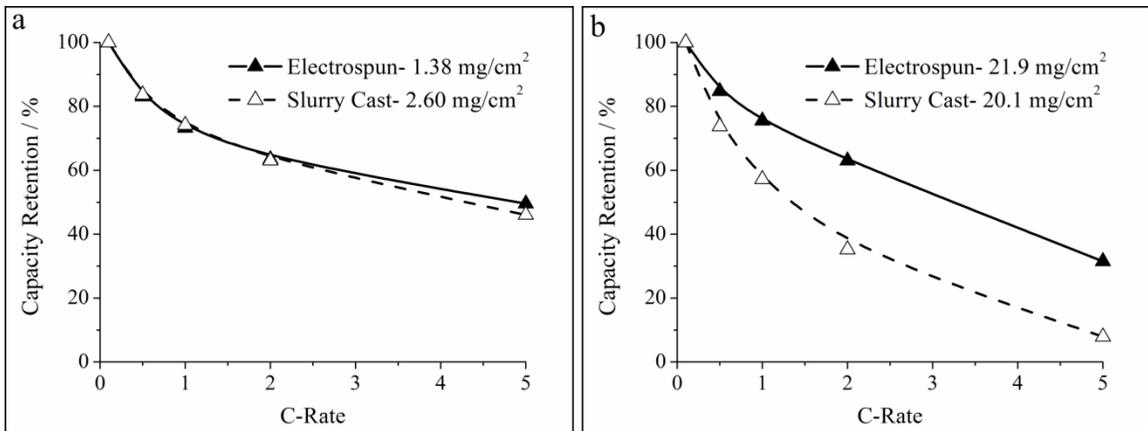 a
100
80
60
40
20
0
Capacity Retention / %
Electrospun- 1.38 mg/cm²
Slurry Cast- 2.60 mg/cm²
0 1 2 3 4 5
C-Rate
b
100
80
60
40
20
0
Capacity Retention / %
Electrospun- 21.9 mg/cm²
Slurry Cast- 20.1 mg/cm²
0 1 2 3 4 5
C-Rate